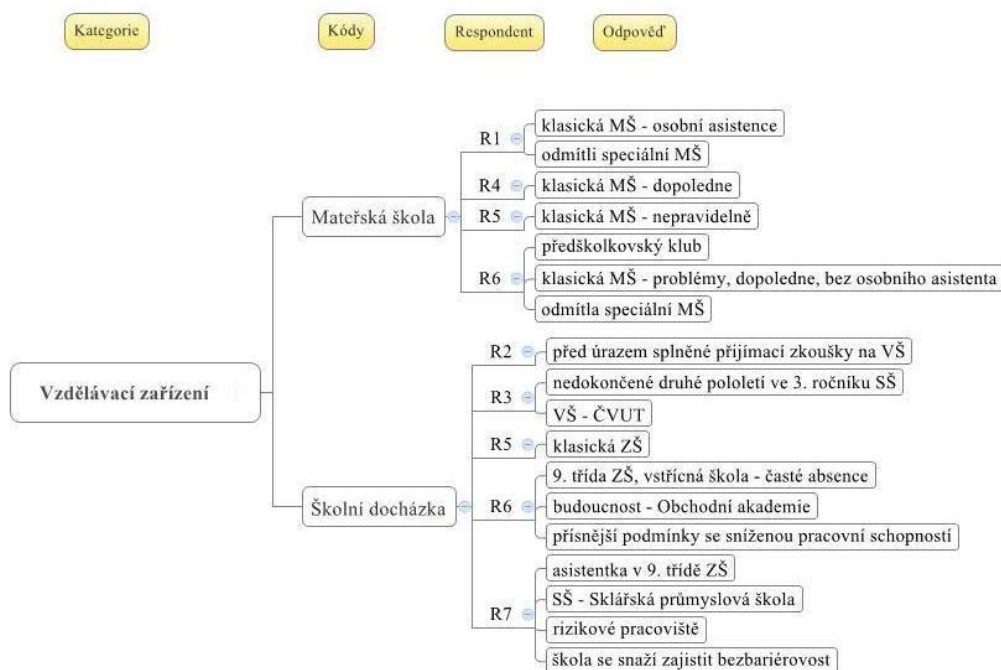 Kategorie
Kódy
Respondent
Odpověď
Mateřská škola
R1
klasická MŠ - osobní asistence
odmítli speciální MŠ
R4
klasická MŠ - dopoledne
R5
klasická MŠ - nepravidelně
R6
předškolkovský klub
klasická MŠ - problémy, dopoledne, bez osobního asistenta
odmítla speciální MŠ
Vzdělávací zařízení
Školní docházka
R2
před úrazem splněné přijímací zkoušky na VŠ
R3
nedokončené druhé pololetí ve 3. ročníku SŠ
VŠ - ČVUT
R5
klasická ZŠ
R6
9. třída ZŠ, vstřícná škola - časté absence
budoucnost - Obchodní akademie
přísnější podmínky se sníženou pracovní schopností
R7
asistentka v 9. třídě ZŠ
SŠ - Sklářská průmyslová škola
rizikové pracoviště
škola se snaží zajistit bezbariérovost